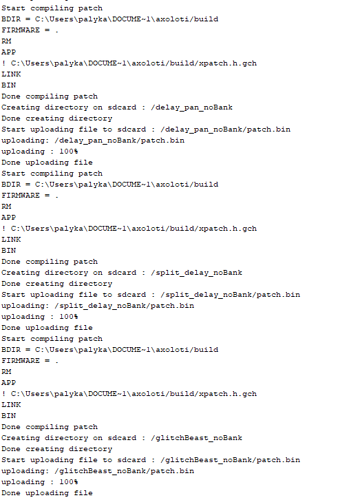 Start compiling patch
BDIR = C:\Users\palyka\DOCUME~1\axoloti/build
FIRMWARE = .
RM
APP
! C:\Users\palyka\DOCUME~1\axoloti/build/xpatch.h.gch
LINK
BIN
Done compiling patch
Creating directory on sdcard : /delay_pan_noBank
Done creating directory
Start uploading file to sdcard : /delay_pan_noBank/patch.bin
uploading: /delay_pan_noBank/patch.bin
uploading : 100%
Done uploading file
Start compiling patch
BDIR = C:\Users\palyka\DOCUME~1\axoloti/build
FIRMWARE = .
RM
APP
! C:\Users\palyka\DOCUME~1\axoloti/build/xpatch.h.gch
LINK
BIN
Done compiling patch
Creating directory on sdcard : /split_delay_noBank
Done creating directory
Start uploading file to sdcard : /split_delay_noBank/patch.bin
uploading: /split_delay_noBank/patch.bin
uploading : 100%
Done uploading file
Start compiling patch
BDIR = C:\Users\palyka\DOCUME~1\axoloti/build
FIRMWARE = .
RM
APP
! C:\Users\palyka\DOCUME~1\axoloti/build/xpatch.h.gch
LINK
BIN
Done compiling patch
Creating directory on sdcard : /glitchBeast_noBank
Done creating directory
Start uploading file to sdcard : /glitchBeast_noBank/patch.bin
uploading: /glitchBeast_noBank/patch.bin
uploading : 100%
Done uploading file